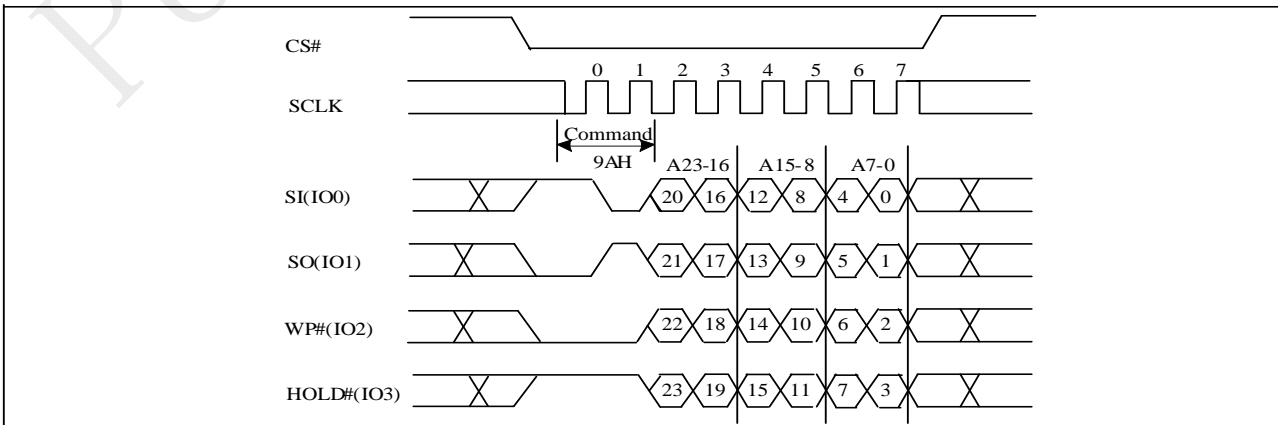 CS#
0 1 2 3 4 5 6 7
SCLK
Command
9AH
A23-16 A15-8 A7-0
SI(IO0)
20 16 12 8 4 0
SO(IO1)
21 17 13 9 5 1
WP#(IO2)
22 18 14 10 6 2
HOLD#(IO3)
23 19 15 11 7 3